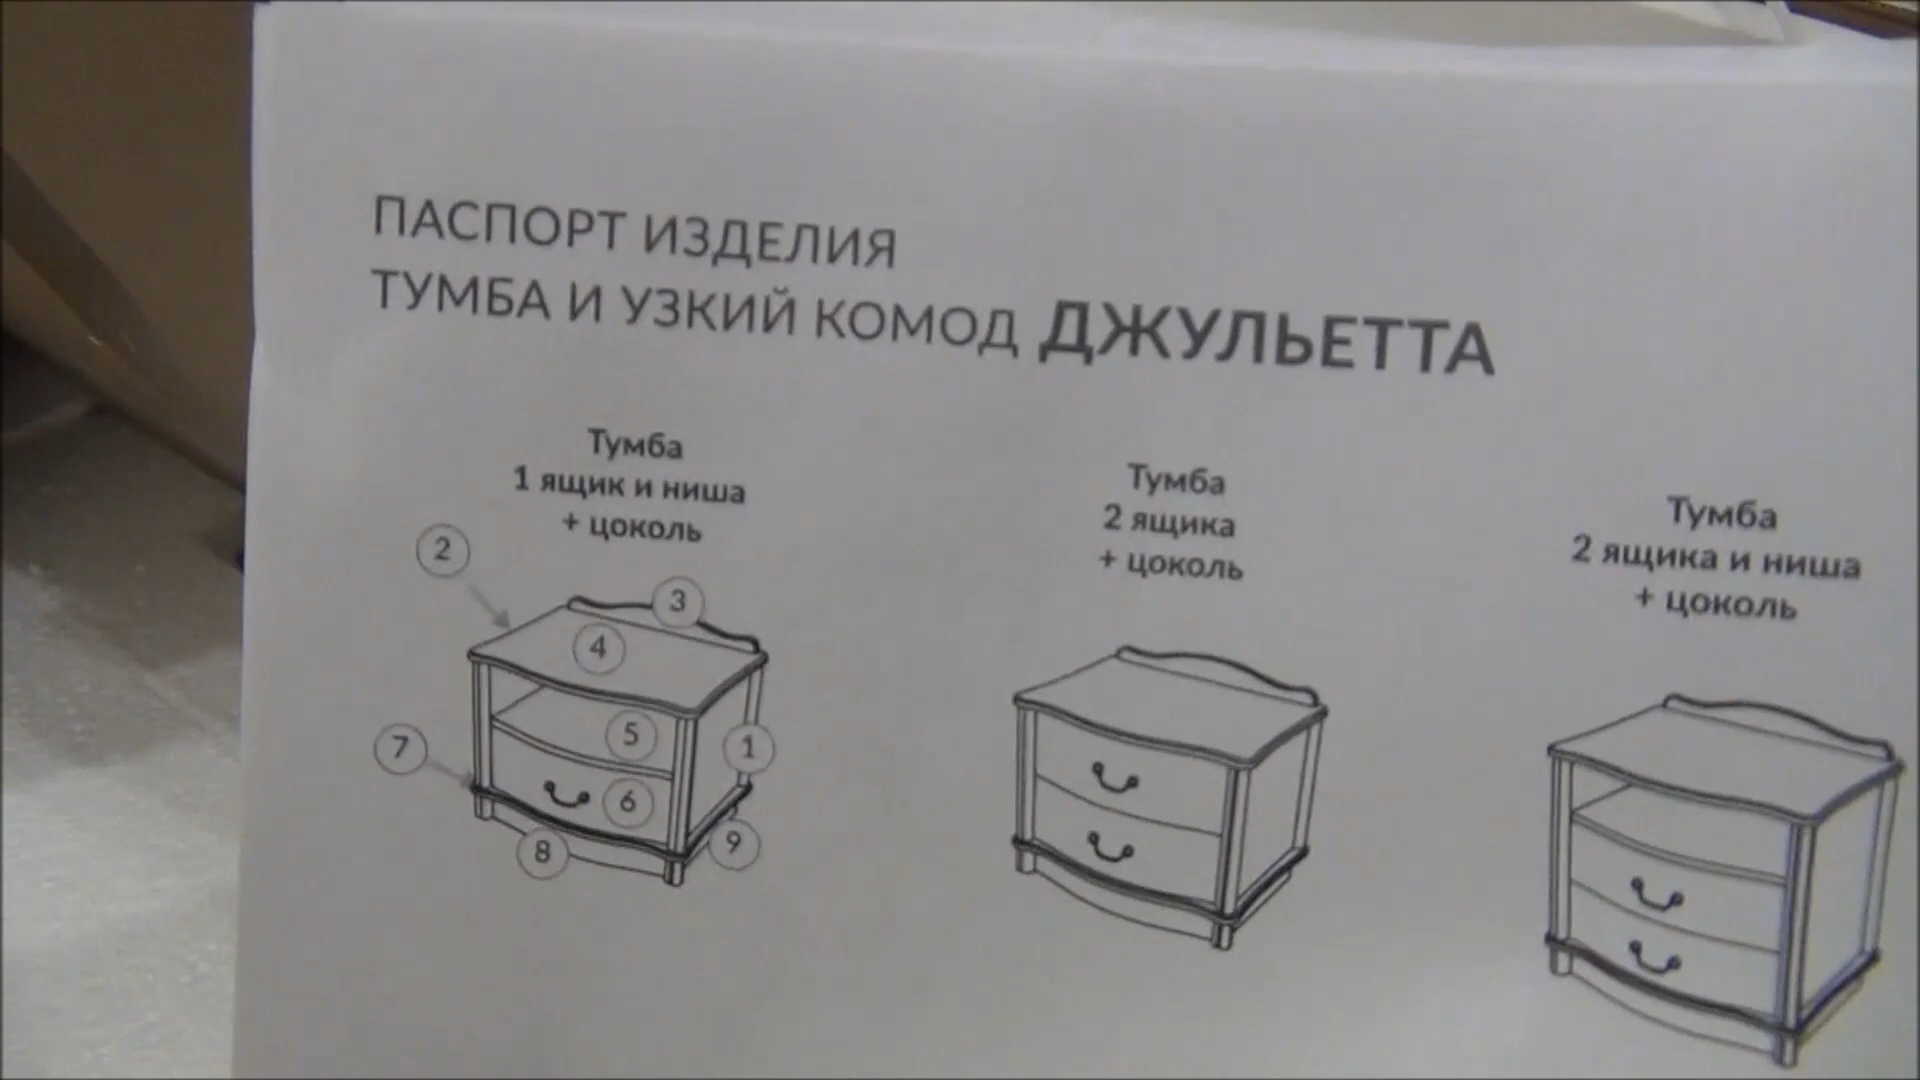 ПАСПОРТ ИЗДЕЛИЯ
ТУМБА И УЗКИЙ КОМОД ДЖУЛЬЕТТА
Тумба
1 ящик и ниша
+ цоколь
2
3
4
5
1
7
6
8
9
Тумба
2 ящика
+ цоколь
Тумба
2 ящика и ниша
+ цоколь